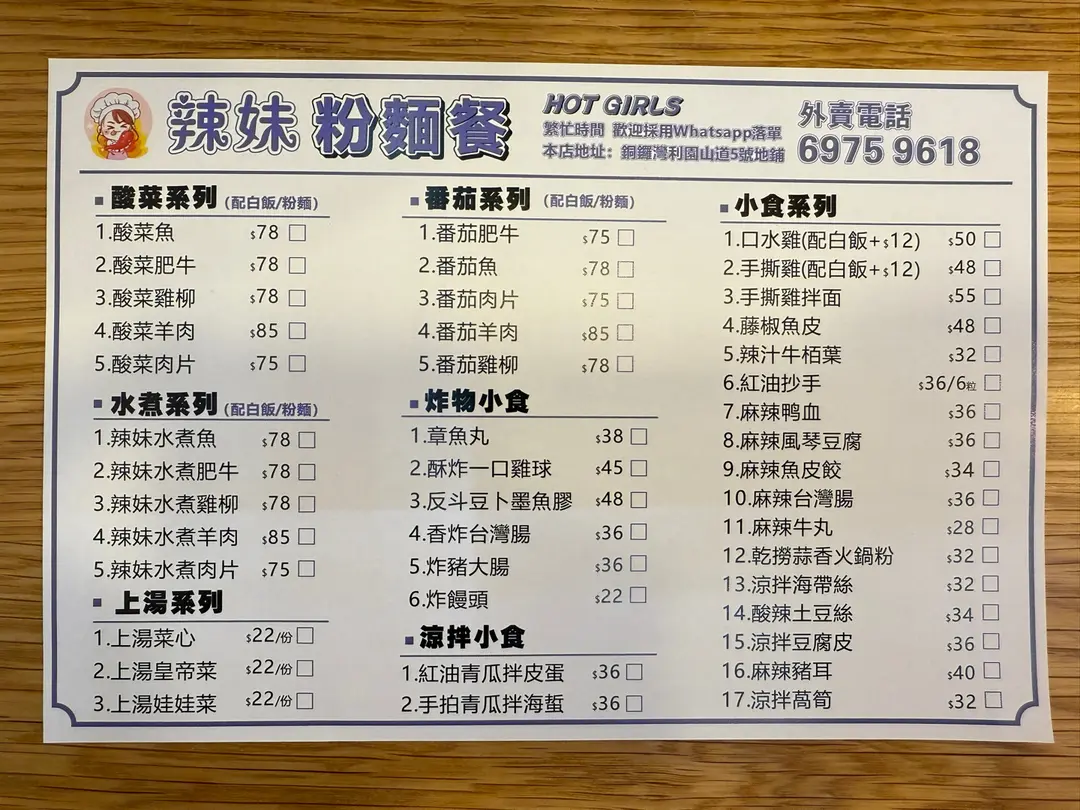 辣妹粉麵餐
HOT GIRLS
繁忙時間 歡迎採用Whatsapp落單
本店地址：銅鑼灣利園山道5號地鋪
外賣電話
6975 9618
酸菜系列 (配白飯/粉麵)
1.酸菜魚 $78
2.酸菜肥牛 $78
3.酸菜雞柳 $78
4.酸菜羊肉 $85
5.酸菜肉片 $75
水煮系列 (配白飯/粉麵)
1.辣妹水煮魚 $78
2.辣妹水煮肥牛 $78
3.辣妹水煮雞柳 $78
4.辣妹水煮羊肉 $85
5.辣妹水煮肉片 $75
上湯系列
1.上湯菜心 $22/份
2.上湯皇帝菜 $22/份
3.上湯娃娃菜 $22/份
番茄系列 (配白飯/粉麵)
1.番茄肥牛 $75
2.番茄魚 $78
3.番茄肉片 $75
4.番茄羊肉 $85
5.番茄雞柳 $78
炸物小食
1.章魚丸 $38
2.酥炸一口雞球 $45
3.反斗豆卜墨魚膠 $48
4.香炸台灣腸 $36
5.炸豬大腸 $36
6.炸饅頭 $22
涼拌小食
1.紅油青瓜拌皮蛋 $36
2.手拍青瓜拌海蜇 $36
小食系列
1.口水雞(配白飯+$12) $50
2.手撕雞(配白飯+$12) $48
3.手撕雞拌面 $55
4.藤椒魚皮 $48
5.辣汁牛栢葉 $32
6.紅油抄手 $36/6粒
7.麻辣鸭血 $36
8.麻辣風琴豆腐 $36
9.麻辣魚皮餃 $34
10.麻辣台灣腸 $36
11.麻辣牛丸 $28
12.乾撈蒜香火鍋粉 $32
13.涼拌海帶絲 $32
14.酸辣土豆絲 $34
15.涼拌豆腐皮 $36
16.麻辣豬耳 $40
17.涼拌萵筍 $32